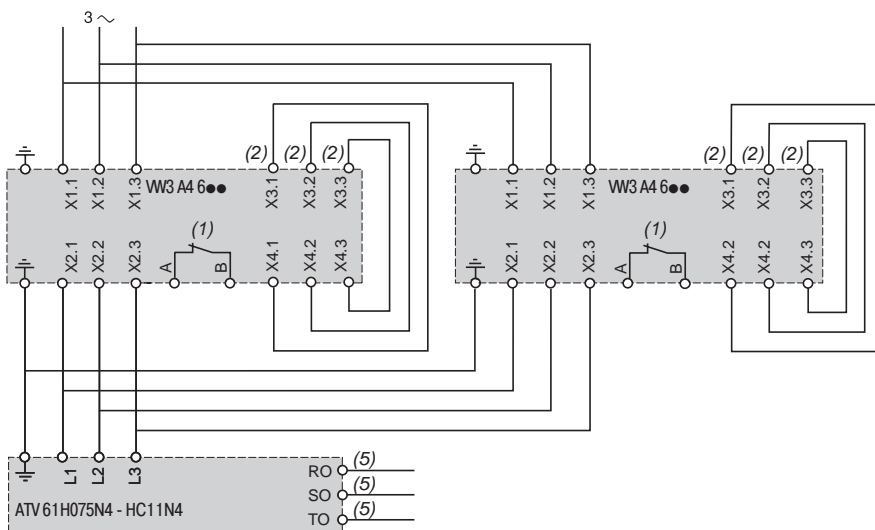 3 ~
(2) (2) (2) (2) (2) (2)
X1.1 X1.2 X1.3 VW3 A4 6●● X3.1 X3.2 X3.3 X1.1 X1.2 X1.3 VW3 A4 6●● X3.1 X3.2 X3.3
(1) (1)
X2.1 X2.2 X2.3 A B X4.1 X4.2 X4.3 X2.1 X2.2 X2.3 A B X4.2 X4.2 X4.3
L1 L2 L3
RO (5)
SO (5)
ATV 61H075N4 - HC11N4
TO (5)